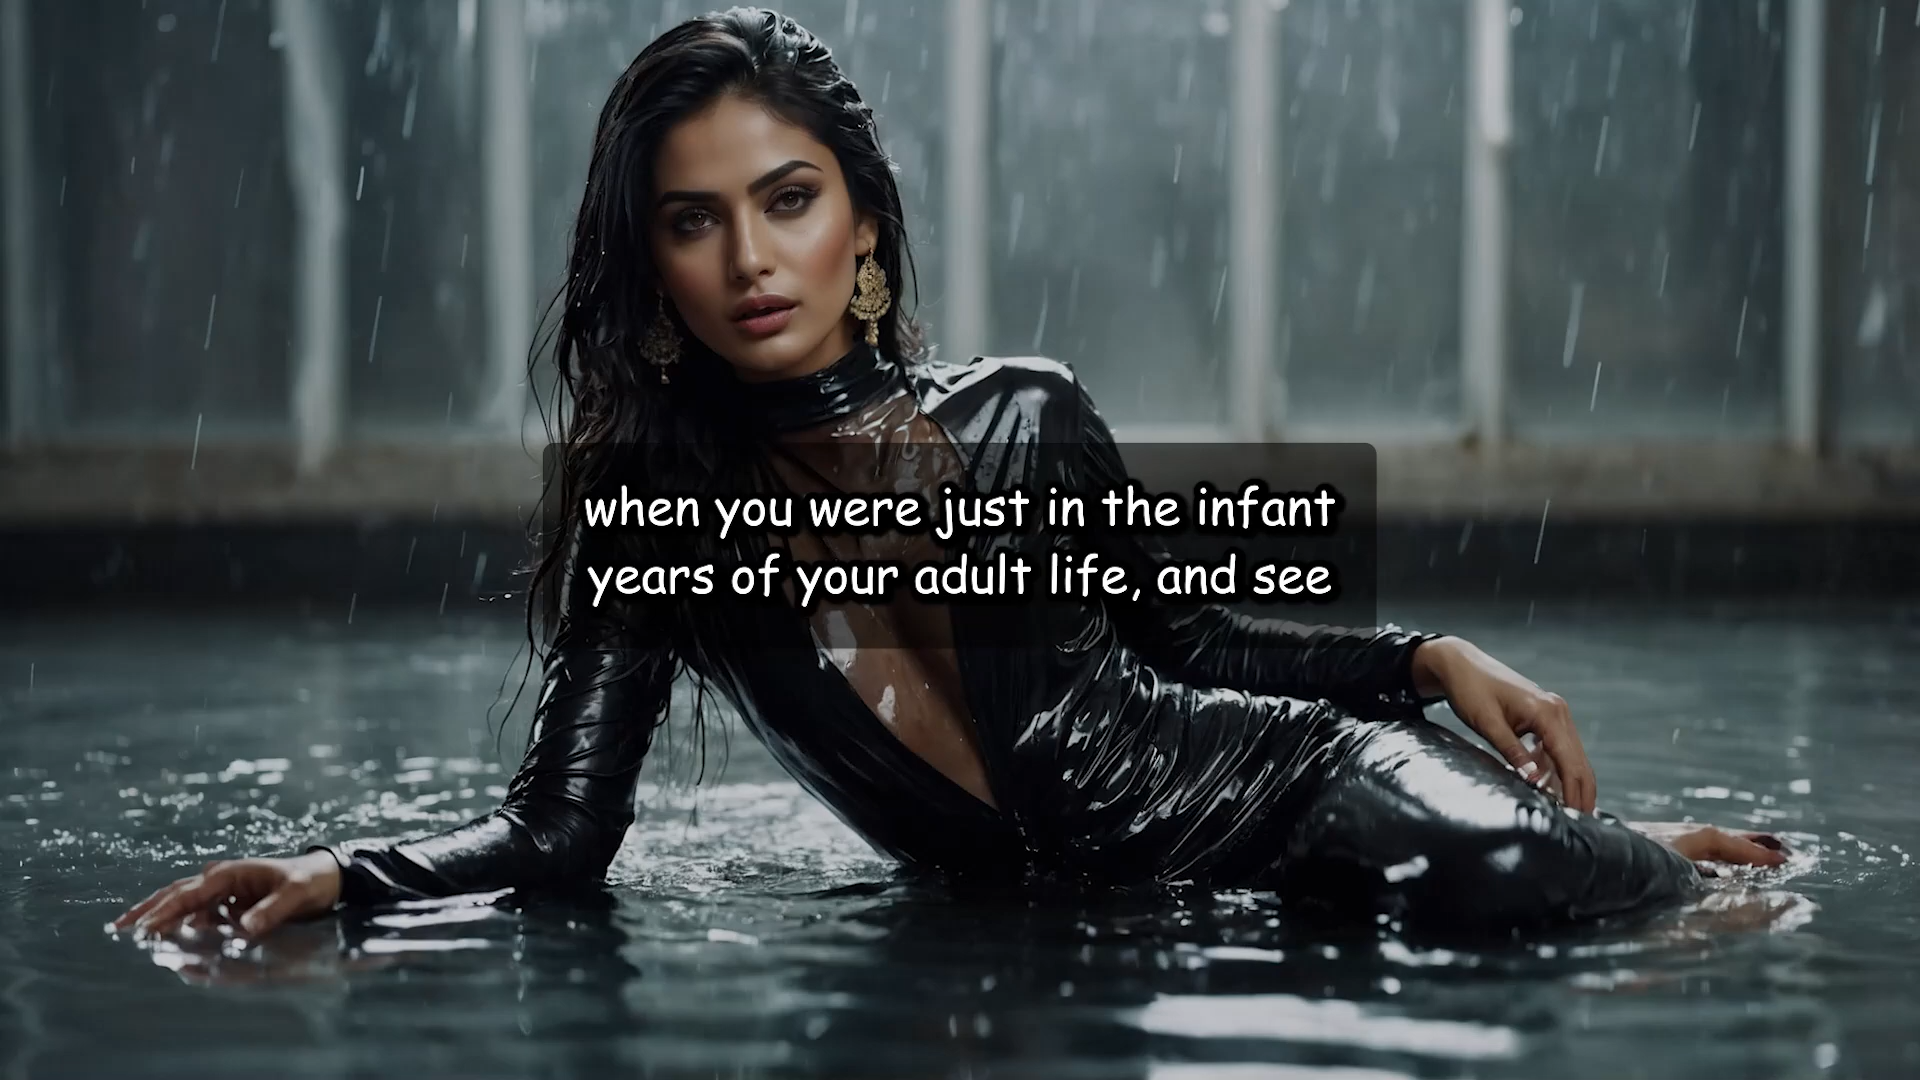 when you were just in the infant
years of your adult life, and see